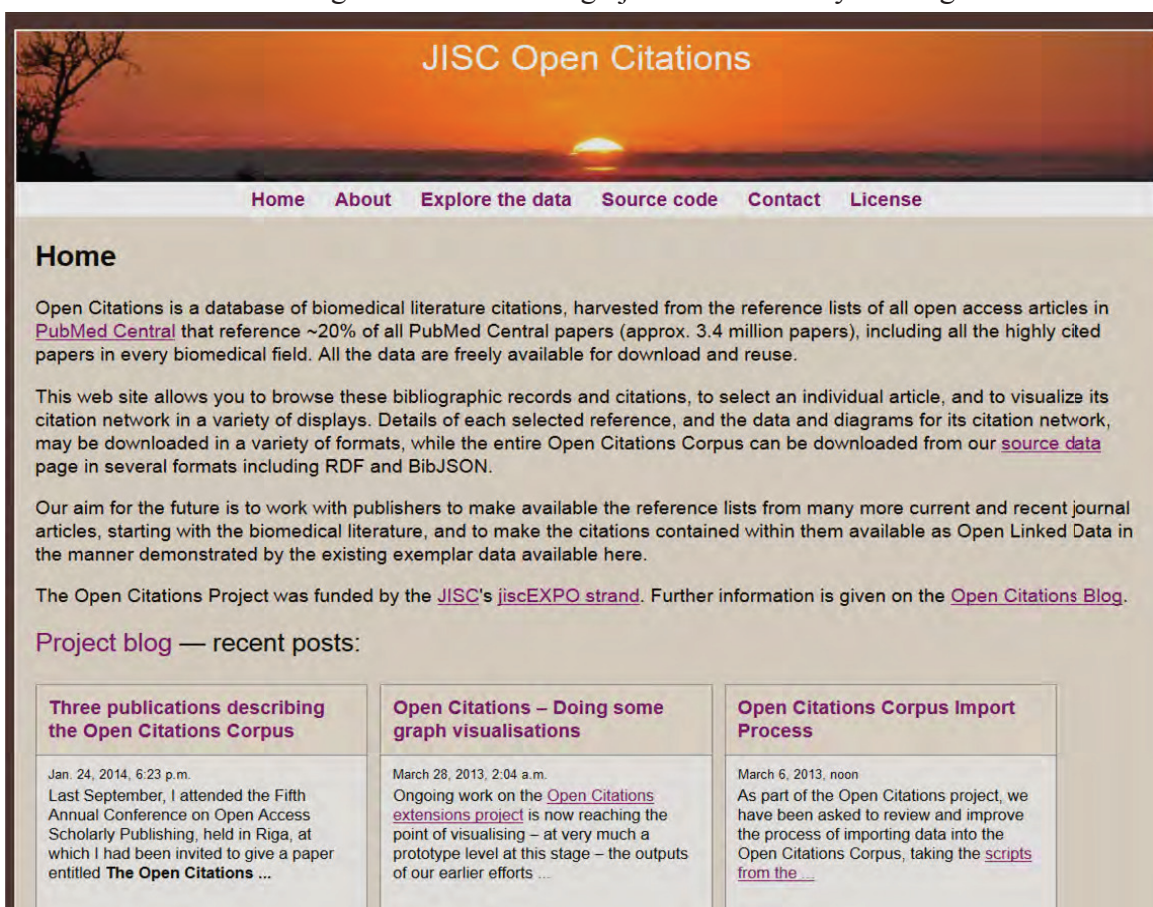 JISC Open Citations
Home About Explore the data Source code Contact License
Home
Open Citations is a database of biomedical literature citations, harvested from the reference lists of all open access articles in
PubMed Central that reference ~20% of all PubMed Central papers (approx. 3.4 million papers), including all the highly cited
papers in every biomedical field. All the data are freely available for download and reuse.
This web site allows you to browse these bibliographic records and citations, to select an individual article, and to visualize its
citation network in a variety of displays. Details of each selected reference, and the data and diagrams for its citation network,
may be downloaded in a variety of formats, while the entire Open Citations Corpus can be downloaded from our source data
page in several formats including RDF and BibJSON.
Our aim for the future is to work with publishers to make available the reference lists from many more current and recent journal
articles, starting with the biomedical literature, and to make the citations contained within them available as Open Linked Data in
the manner demonstrated by the existing exemplar data available here.
The Open Citations Project was funded by the JISC's jiscEXPO strand. Further information is given on the Open Citations Blog.
Project blog — recent posts:
Three publications describing
the Open Citations Corpus
Jan. 24, 2014, 6:23 p.m.
Last September, I attended the Fifth
Annual Conference on Open Access
Scholarly Publishing, held in Riga, at
which I had been invited to give a paper
entitled The Open Citations ...
Open Citations – Doing some
graph visualisations
March 28, 2013, 2:04 a.m.
Ongoing work on the Open Citations
extensions project is now reaching the
point of visualising – at very much a
prototype level at this stage – the outputs
of our earlier efforts ...
Open Citations Corpus Import
Process
March 6, 2013, noon
As part of the Open Citations project, we
have been asked to review and improve
the process of importing data into the
Open Citations Corpus, taking the scripts
from the ...